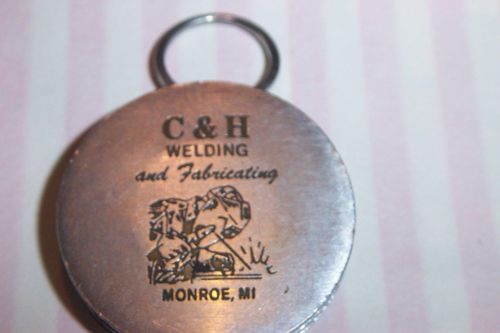 C & H
WELDING
and Fabricating
MONROE, MI